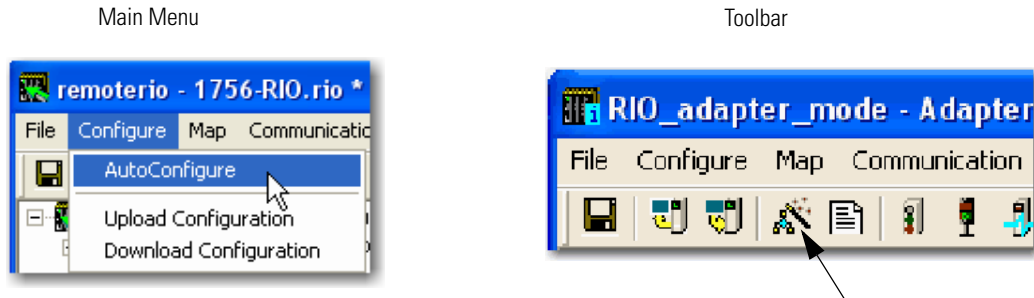 Main Menu
Toolbar
remoterio - 1756-RIO.rio *
File Configure Map Communicatio
AutoConfigure
Upload Configuration
Download Configuration
RIO_adapter_mode - Adapter
File Configure Map Communication